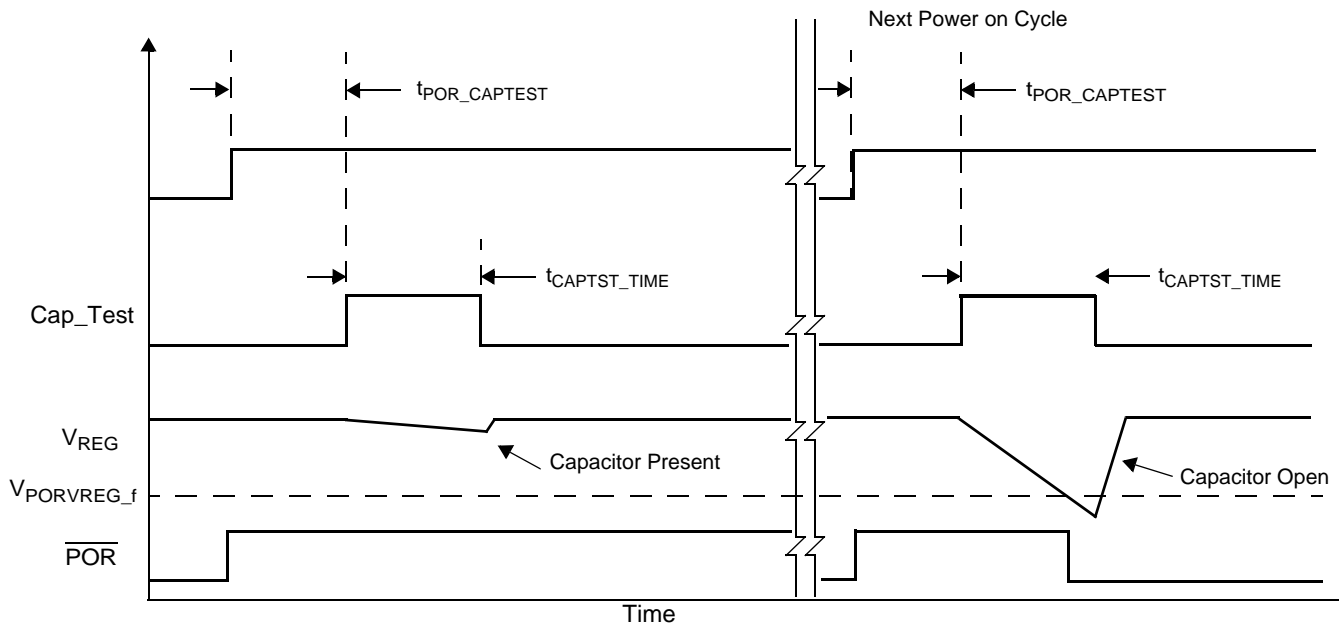 Next Power on Cycle
tPOR_CAPTEST
tPOR_CAPTEST
tCAPTST_TIME
tCAPTST_TIME
Cap_Test
VREG
Capacitor Present
Capacitor Open
VPORVREG_f
POR
Time